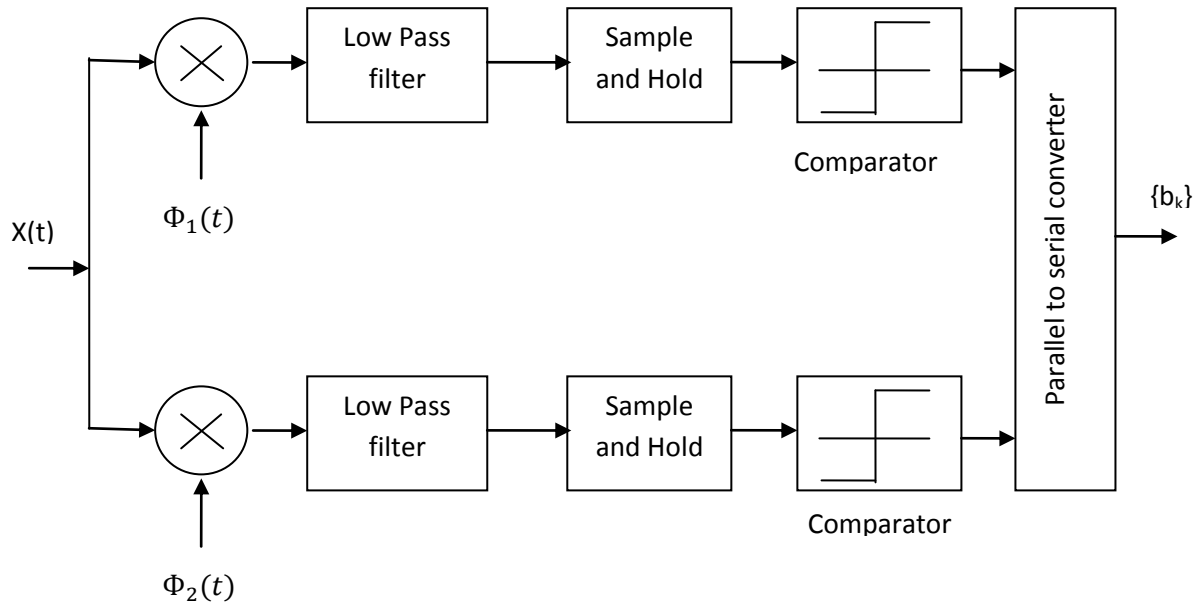 Low Pass
filter
Sample
and Hold
Comparator
Φ₁(t)
X(t)
Parallel to serial converter
{bₖ}
Low Pass
filter
Sample
and Hold
Comparator
Φ₂(t)